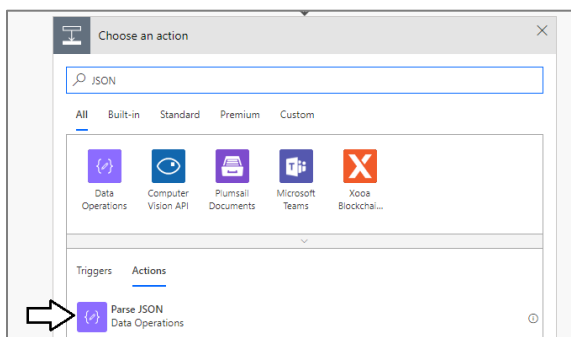 Choose an action
JSON
All Built-in Standard Premium Custom
Data Operations
Computer Vision API
Plumsail Documents
Microsoft Teams
Xooa Blockchai...
Triggers Actions
Parse JSON
Data Operations